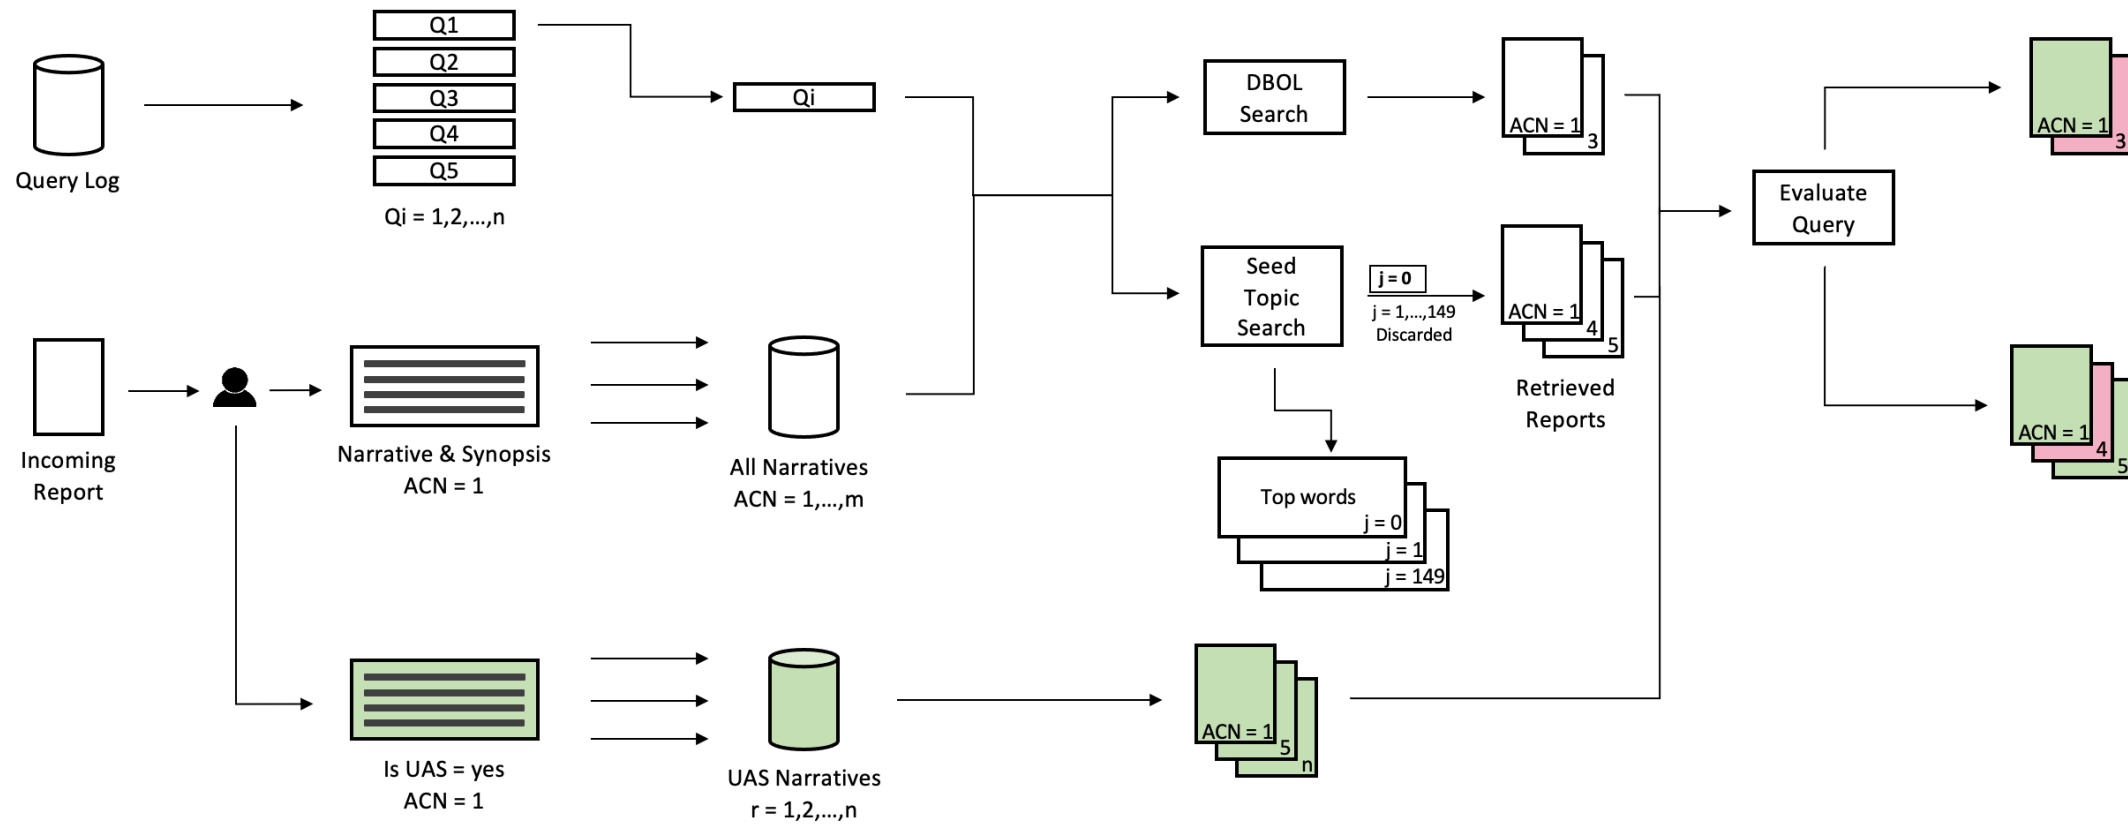 Q1
Q2
Q3
Q4
Q5
Query Log
Qi = 1,2,...,n
Qi
DBOL
Search
ACN = 1
3
Evaluate
Query
ACN = 1
3
Seed
Topic
Search
j = 0
j = 1,...,149
Discarded
ACN = 1
4
5
Retrieved
Reports
ACN = 1
4
5
Incoming
Report
Narrative & Synopsis
ACN = 1
All Narratives
ACN = 1,...,m
Top words
j = 0
j = 1
j = 149
Is UAS = yes
ACN = 1
UAS Narratives
r = 1,2,...,n
ACN = 1
5
n